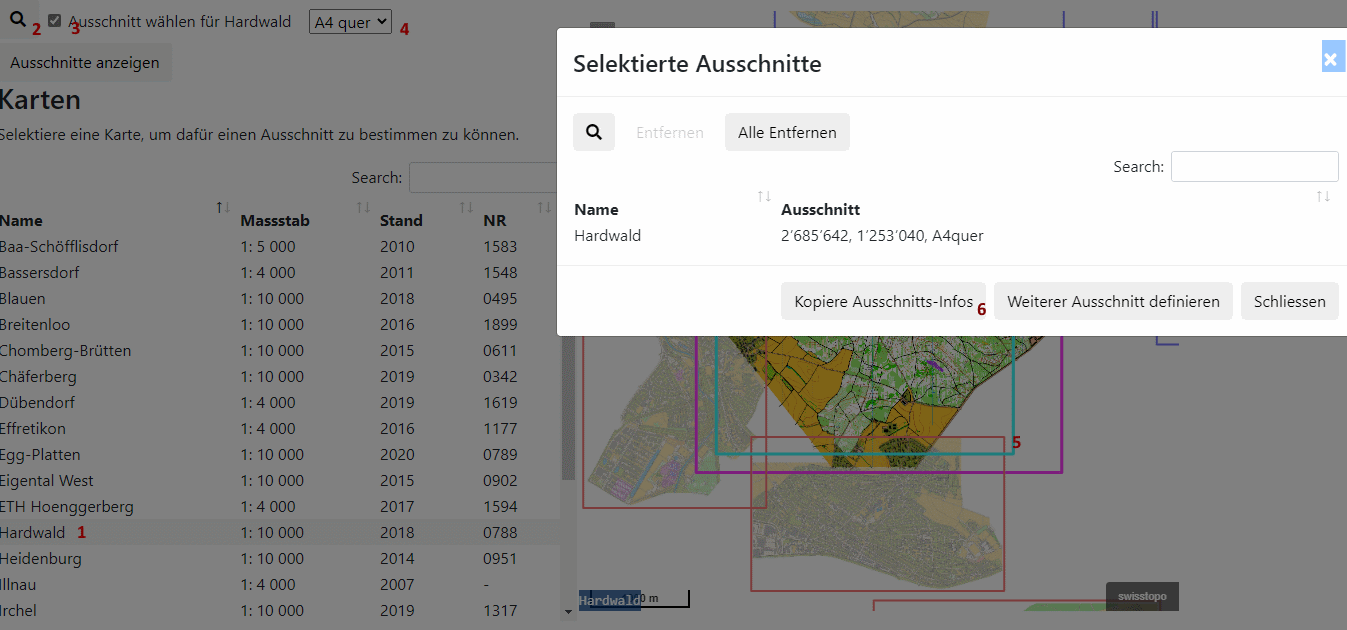 2
Ausschnitt wählen für Hardwald
3
A4 quer
4
Ausschnitte anzeigen
Karten
Selektiere eine Karte, um dafür einen Ausschnitt zu bestimmen zu können.
Search:
Name Massstab Stand NR
Baa-Schöfflisdorf 1: 5 000 2010 1583
Bassersdorf 1: 4 000 2011 1548
Blauen 1: 10 000 2018 0495
Breitenloo 1: 10 000 2016 1899
Chomberg-Brütten 1: 10 000 2015 0611
Chäferberg 1: 10 000 2019 0342
Dübendorf 1: 4 000 2019 1619
Effretikon 1: 4 000 2016 1177
Egg-Platten 1: 10 000 2020 0789
Eigental West 1: 10 000 2015 0902
ETH Hoenggerberg 1: 4 000 2017 1594
Hardwald 1 1: 10 000 2018 0788
Heidenburg 1: 10 000 2014 0951
Illnau 1: 4 000 2007 -
Irchel 1: 10 000 2019 1317
Selektierte Ausschnitte
×
Entfernen
Alle Entfernen
Search:
Name Ausschnitt
Hardwald 2’685’642, 1’253’040, A4quer
Kopiere Ausschnitts-Infos 6
Weiterer Ausschnitt definieren
Schliessen
5
Hardwald
m
swisstopo